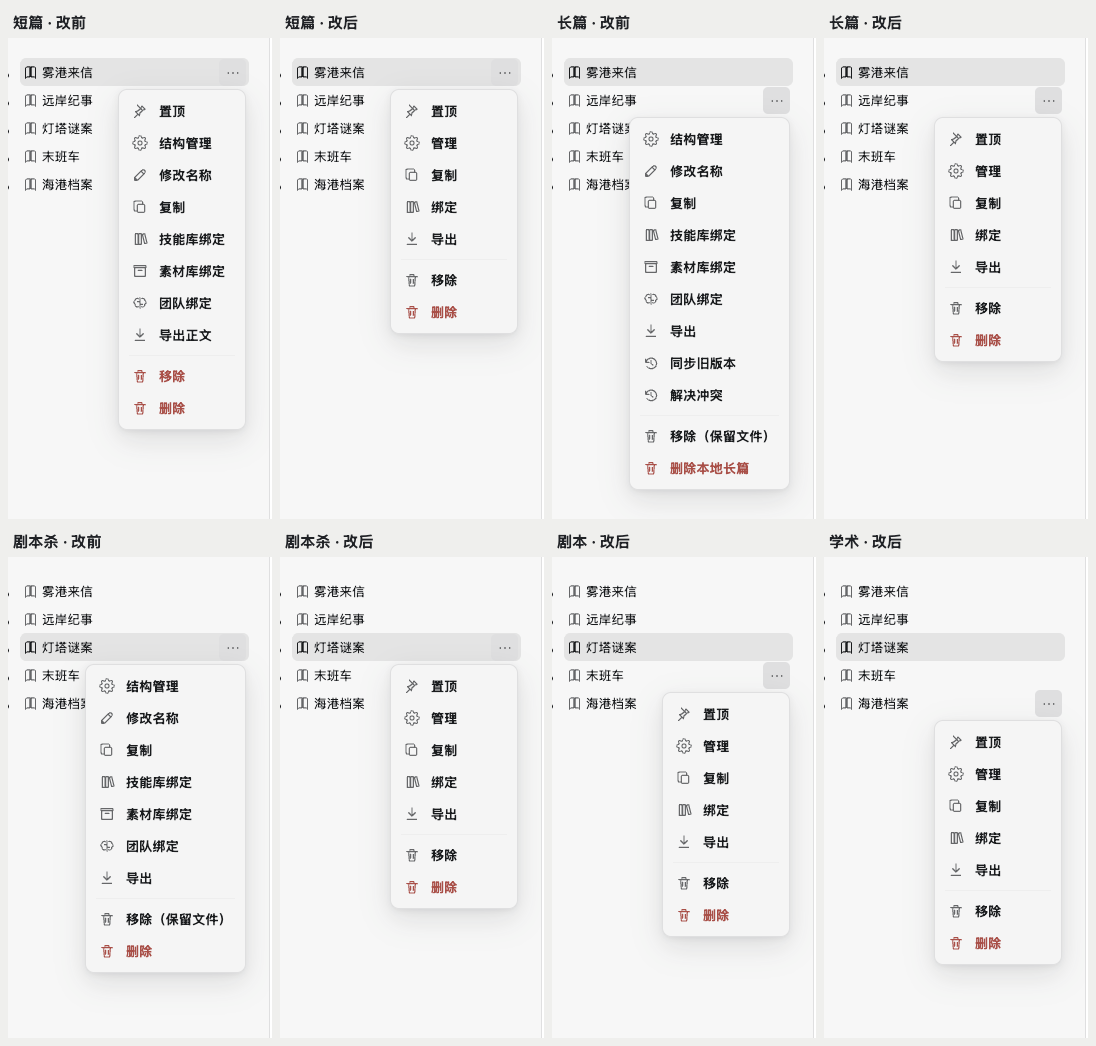 短篇 · 改前
雾港来信
远岸纪事
灯塔谜案
末班车
海港档案
置顶
结构管理
修改名称
复制
技能库绑定
素材库绑定
团队绑定
导出正文
移除
删除
短篇 · 改后
雾港来信
远岸纪事
灯塔谜案
末班车
海港档案
置顶
管理
复制
绑定
导出
移除
删除
长篇 · 改前
雾港来信
远岸纪事
灯塔谜
末班车
海港档
结构管理
修改名称
复制
技能库绑定
素材库绑定
团队绑定
导出
同步旧版本
解决冲突
移除（保留文件）
删除本地长篇
长篇 · 改后
雾港来信
远岸纪事
灯塔谜案
末班车
海港档案
置顶
管理
复制
绑定
导出
移除
删除
剧本杀 · 改前
雾港来信
远岸纪事
灯塔谜案
末班车
海港档案
结构管理
修改名称
复制
技能库绑定
素材库绑定
团队绑定
导出
移除（保留文件）
删除
剧本杀 · 改后
雾港来信
远岸纪事
灯塔谜案
末班车
海港档案
置顶
管理
复制
绑定
导出
移除
删除
剧本 · 改后
雾港来信
远岸纪事
灯塔谜案
末班车
海港档案
置顶
管理
复制
绑定
导出
移除
删除
学术 · 改后
雾港来信
远岸纪事
灯塔谜案
末班车
海港档案
置顶
管理
复制
绑定
导出
移除
删除